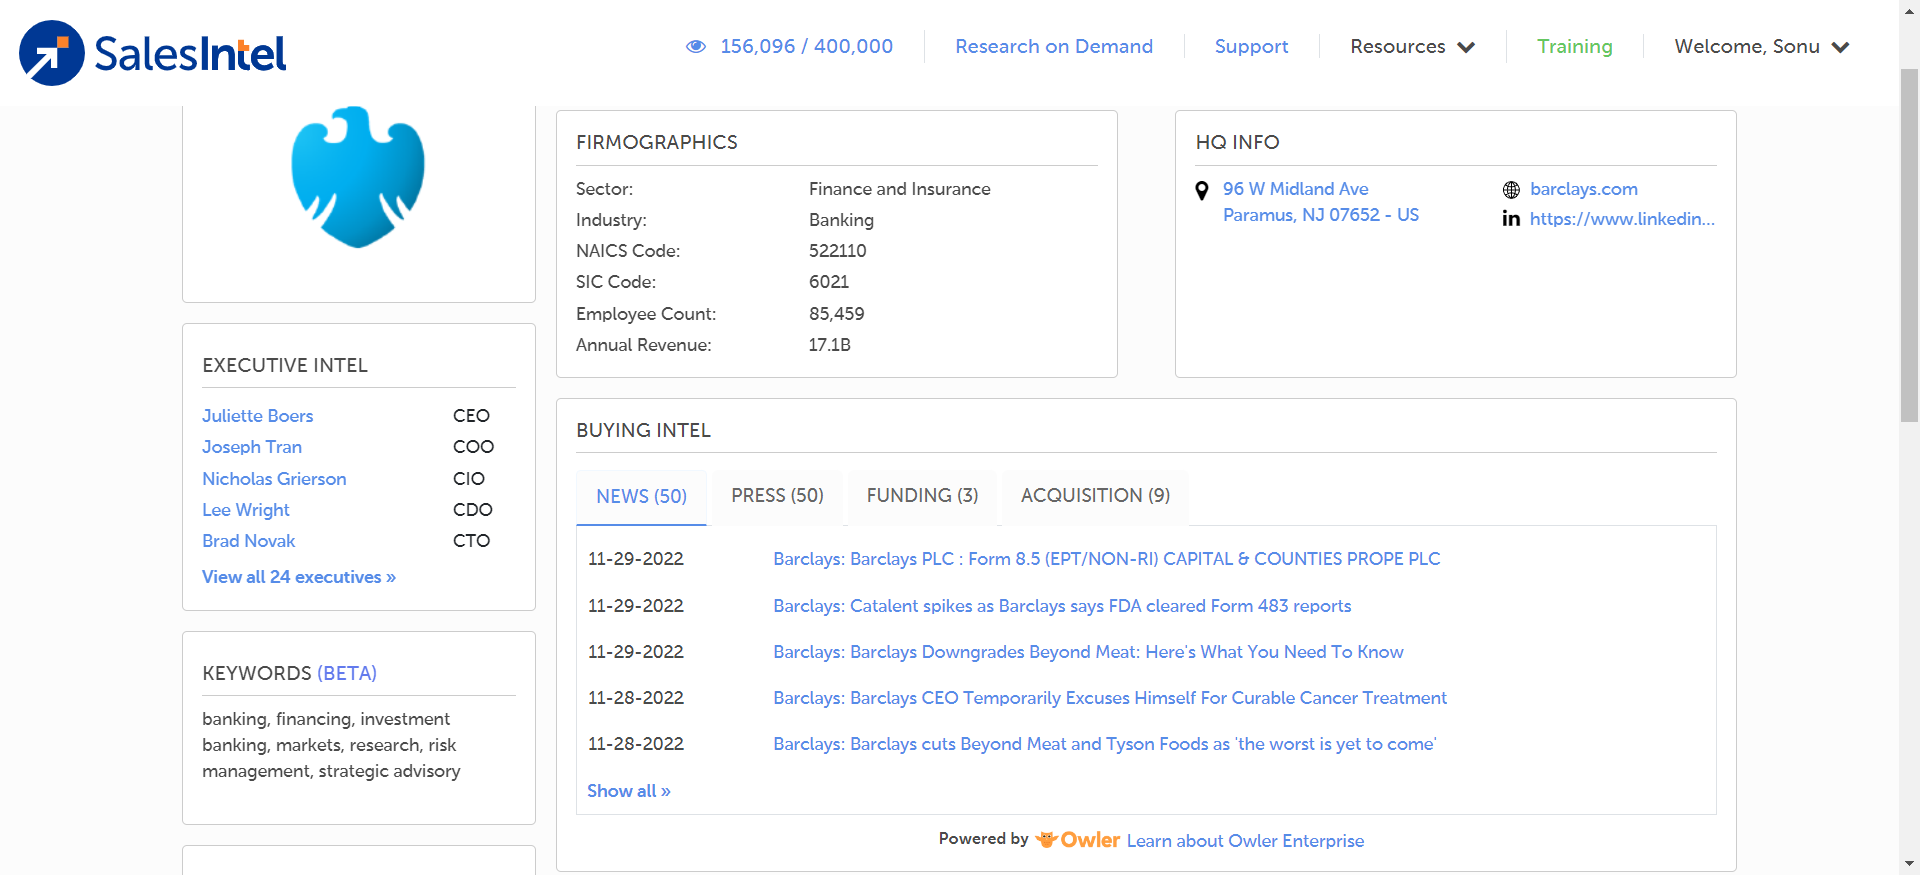 SalesIntel
156,096 / 400,000
Research on Demand
Support
Resources
Training
Welcome, Sonu
FIRMOGRAPHICS
Sector: Finance and Insurance
Industry: Banking
NAICS Code: 522110
SIC Code: 6021
Employee Count: 85,459
Annual Revenue: 17.1B
HQ INFO
96 W Midland Ave
Paramus, NJ 07652 - US
barclays.com
in https://www.linkedin...
EXECUTIVE INTEL
Juliette Boers CEO
Joseph Tran COO
Nicholas Grierson CIO
Lee Wright CDO
Brad Novak CTO
View all 24 executives »
KEYWORDS (BETA)
banking, financing, investment
banking, markets, research, risk
management, strategic advisory
BUYING INTEL
NEWS (50) PRESS (50) FUNDING (3) ACQUISITION (9)
11-29-2022 Barclays: Barclays PLC : Form 8.5 (EPT/NON-RI) CAPITAL & COUNTIES PROPE PLC
11-29-2022 Barclays: Catalent spikes as Barclays says FDA cleared Form 483 reports
11-29-2022 Barclays: Barclays Downgrades Beyond Meat: Here's What You Need To Know
11-28-2022 Barclays: Barclays CEO Temporarily Excuses Himself For Curable Cancer Treatment
11-28-2022 Barclays: Barclays cuts Beyond Meat and Tyson Foods as 'the worst is yet to come'
Show all »
Powered by Owler Learn about Owler Enterprise